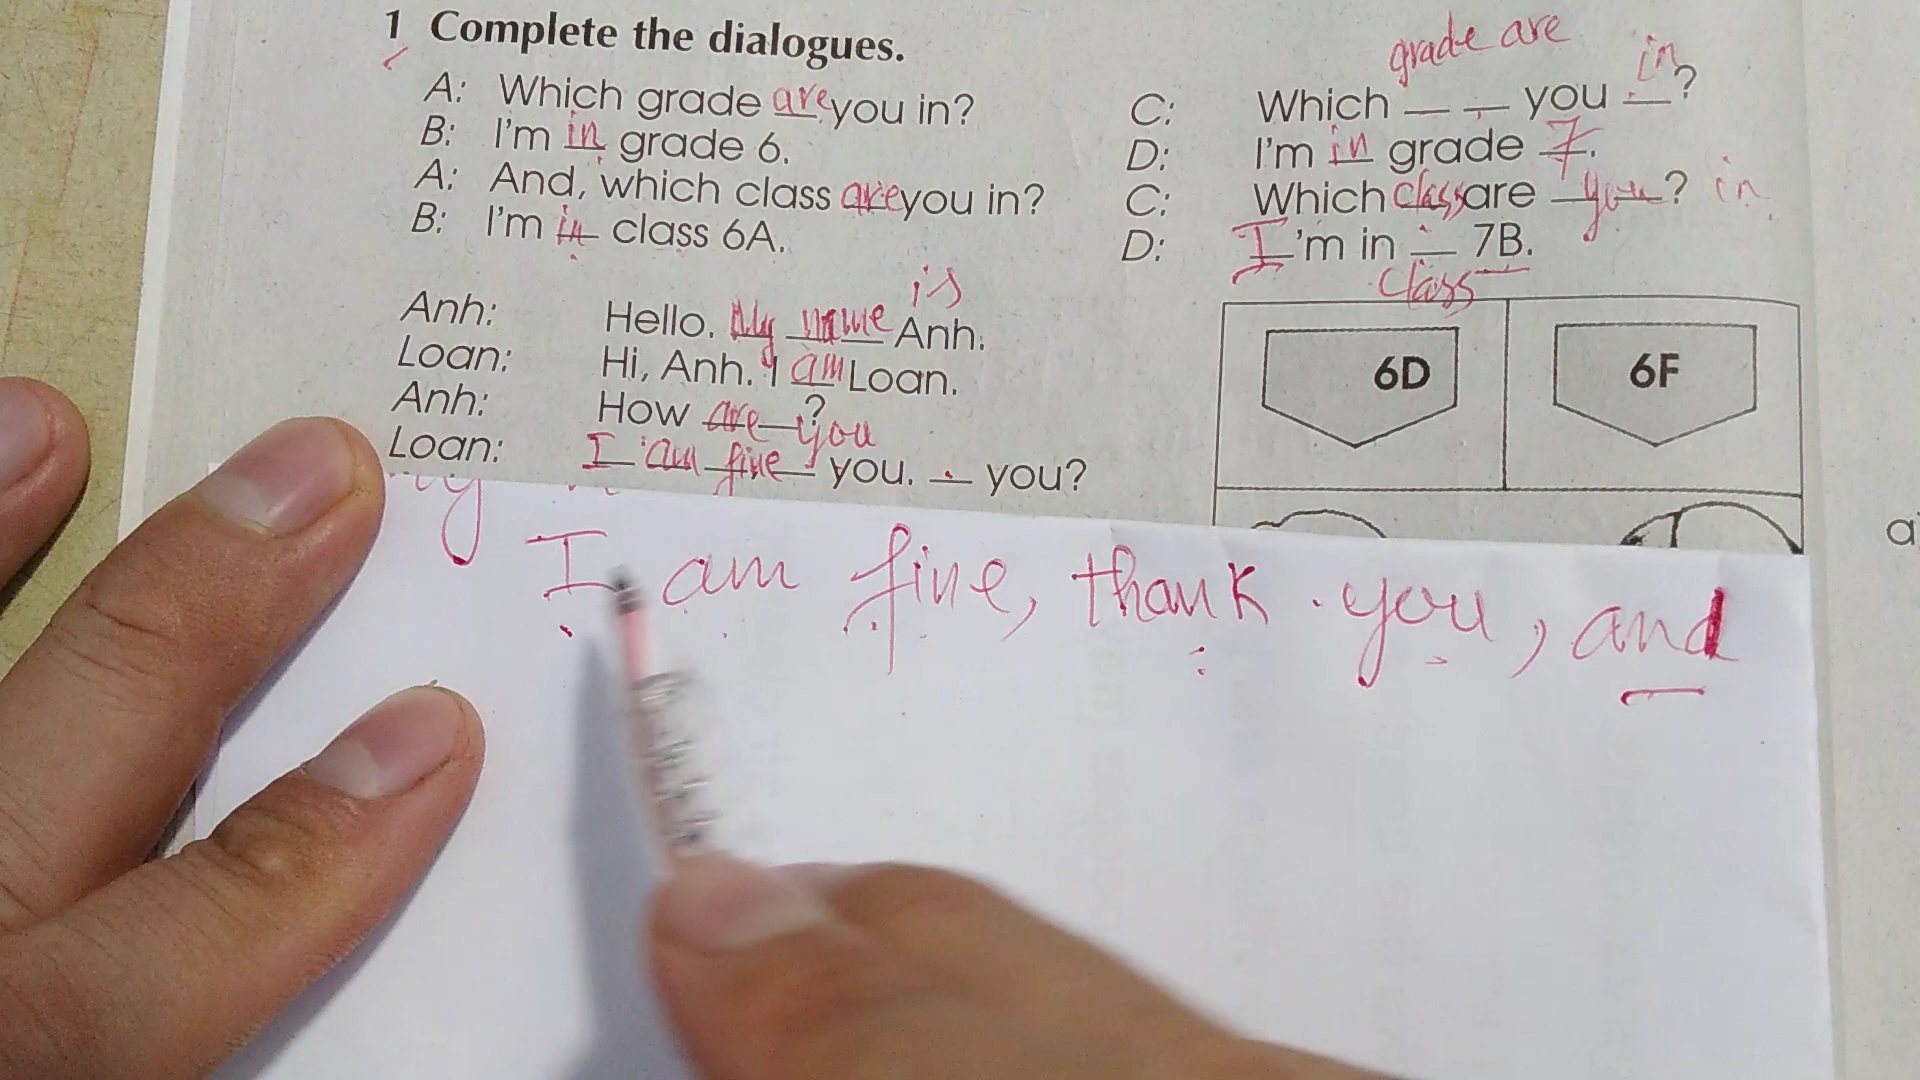 1 Complete the dialogues.
A: Which grade are you in?
B: I'm in grade 6.
A: And, which class are you in?
B: I'm in class 6A.
is
Anh: Hello. My name Anh.
Loan: Hi, Anh. I am Loan.
Anh: How are you?
Loan: I am fine you. _ you?
grade are in
C: Which _ _ you _?
D: I'm in grade 7.
C: Which class are you? in
D: I'm in _ 7B.
class
6D 6F
I am fine, thank you, and